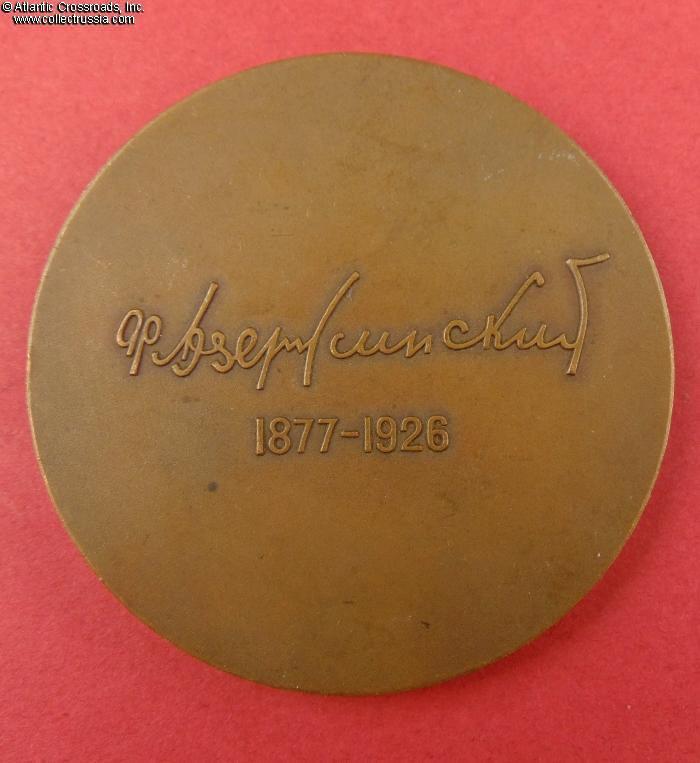 © Atlantic Crossroads, Inc.
www.collectrussia.com
Ф. Дзержинский
1877-1926